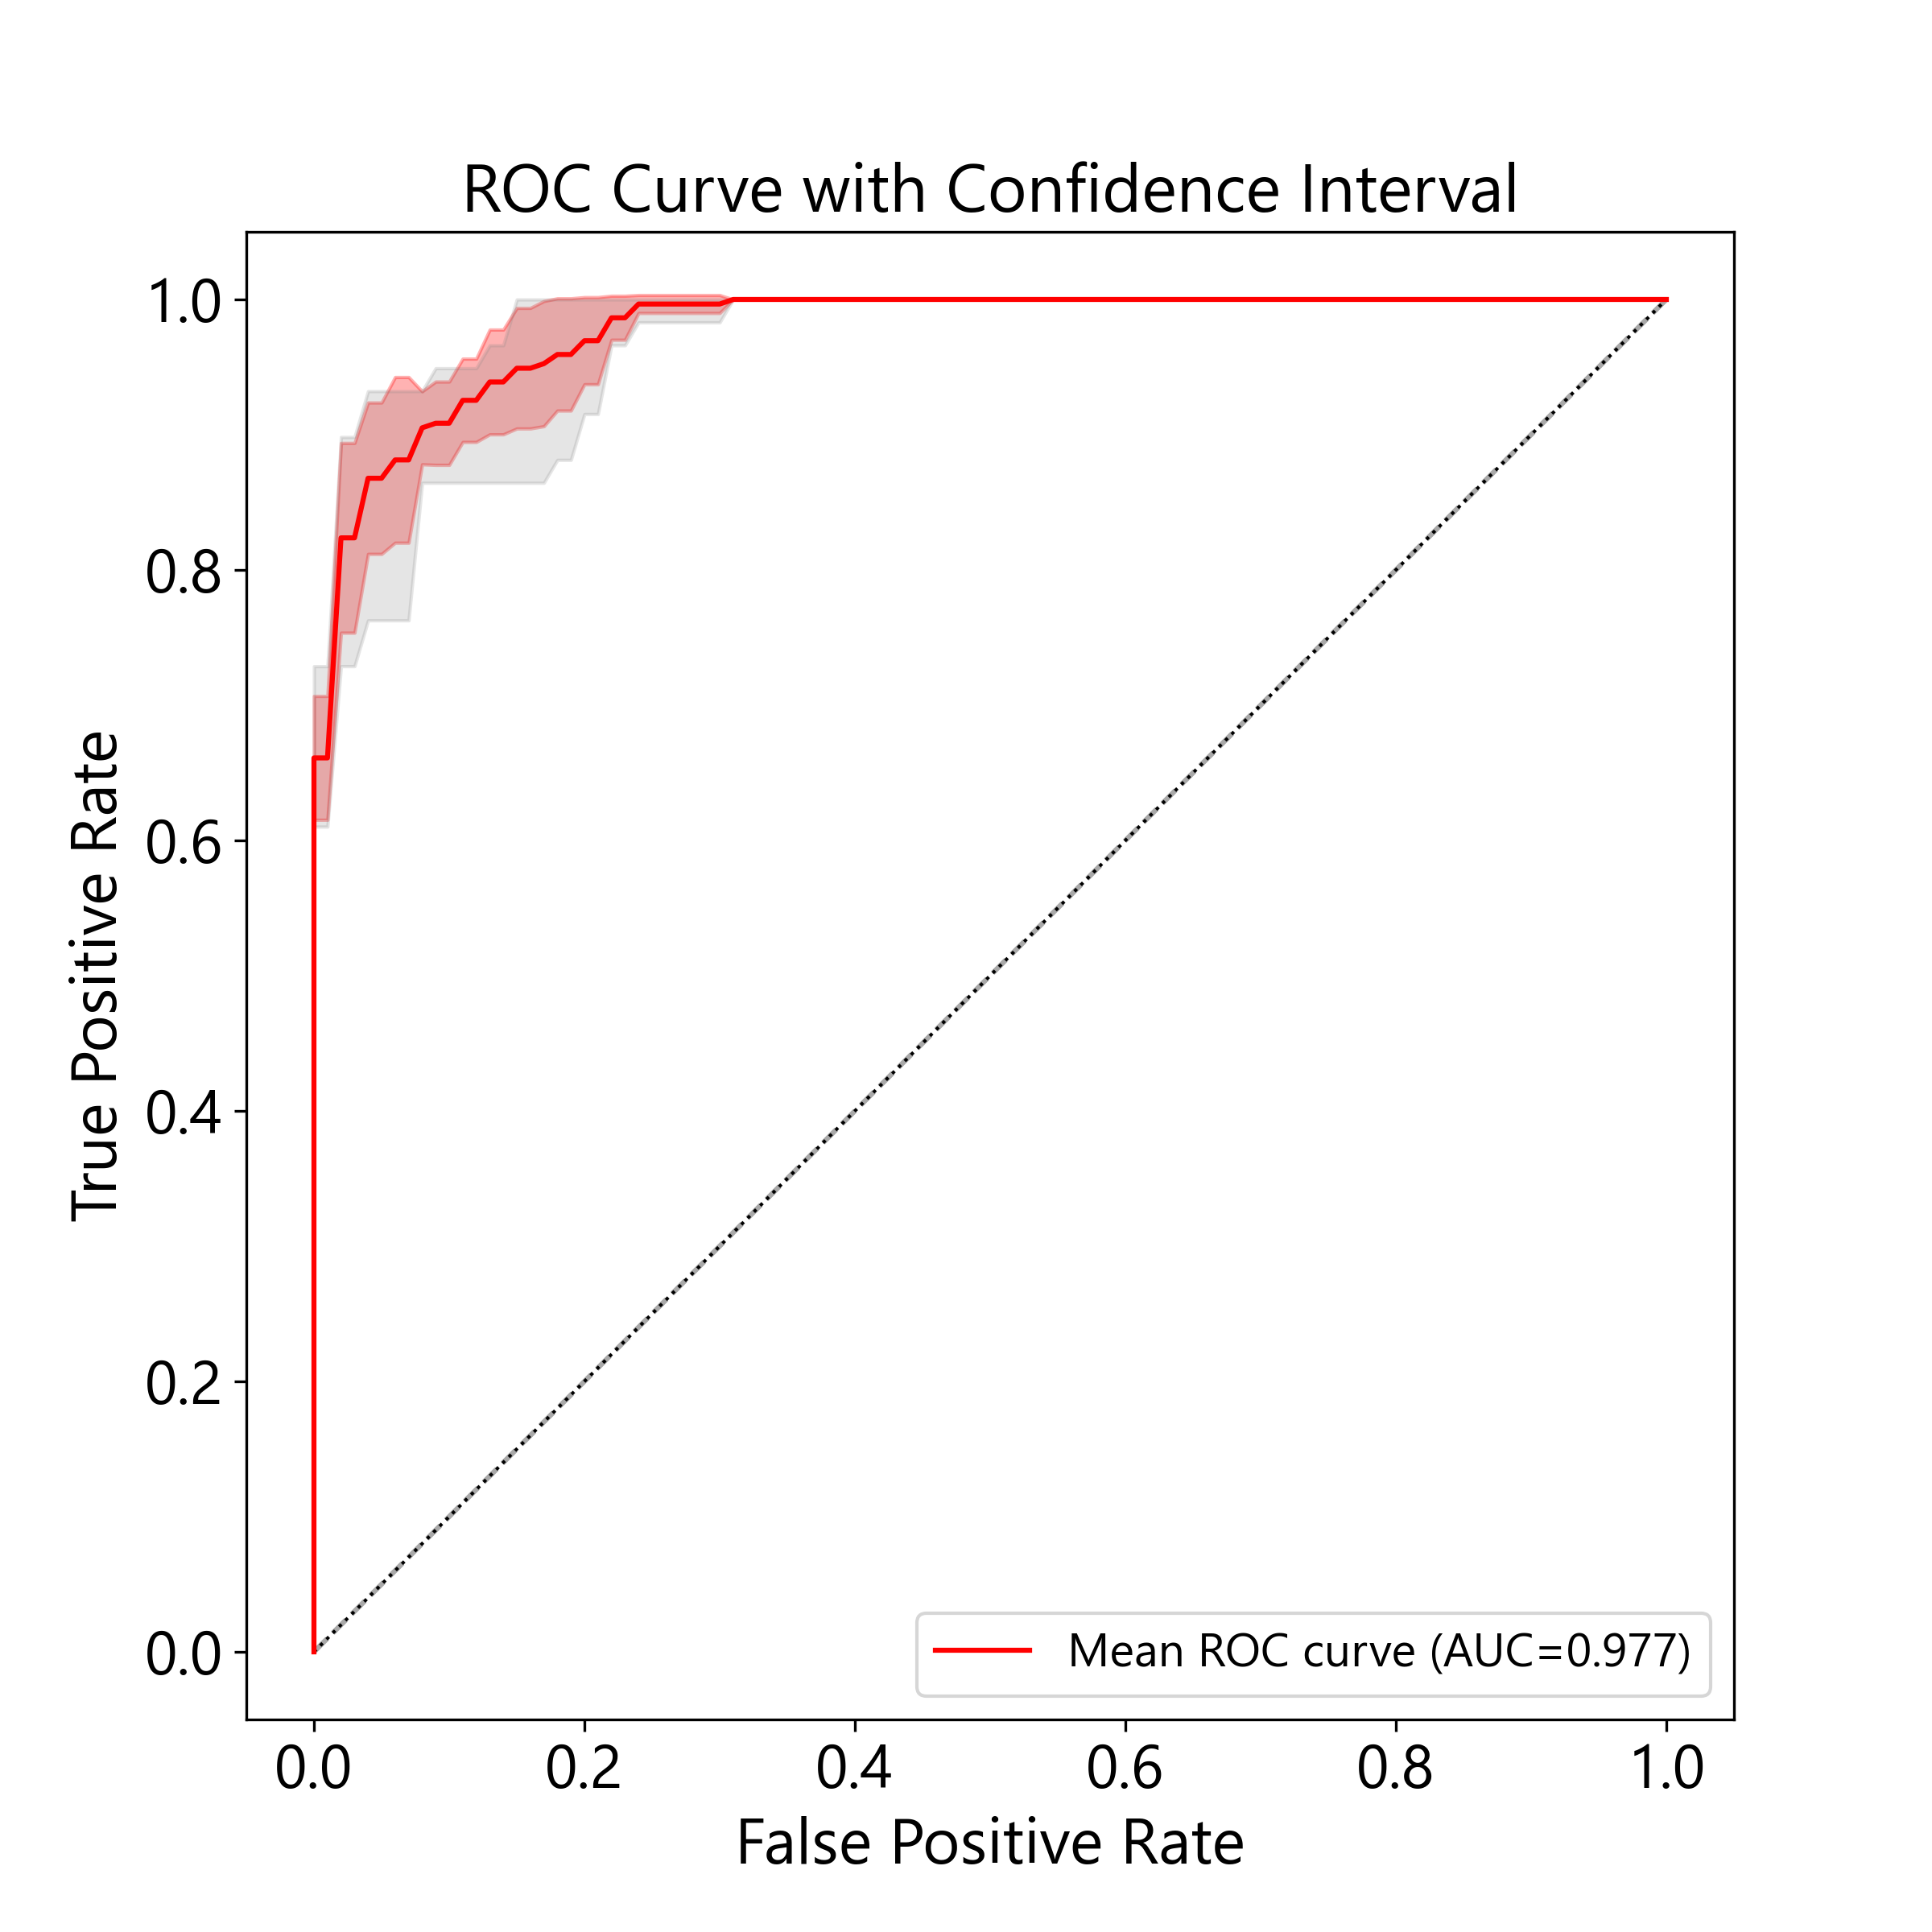 ROC Curve with Confidence Interval
True Positive Rate
1.0
0.8
0.6
0.4
0.2
0.0
Mean ROC curve (AUC=0.977)
0.0 0.2 0.4 0.6 0.8 1.0
False Positive Rate